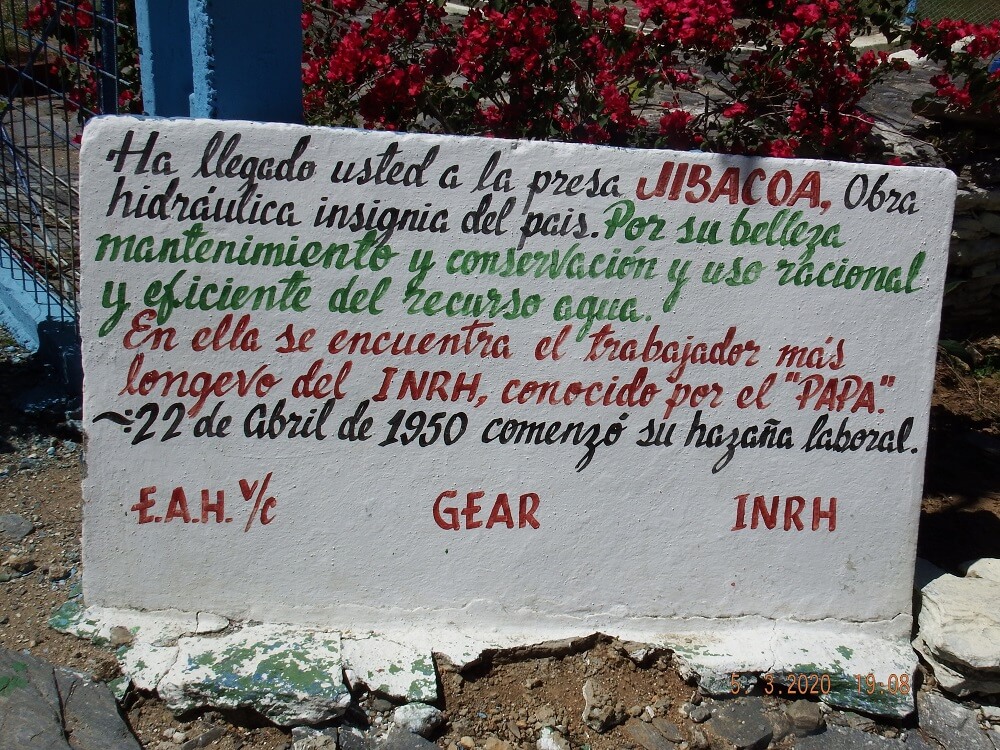 Ha llegado usted a la presa JIBACOA, Obra
hidráulica insignia del pais. Por su belleza
mantenimiento y conservación y uso racional
y eficiente del recurso agua.
En ella se encuentra el trabajador más
longevo del INRH, conocido por el "PAPA".
~:22 de Abril de 1950 comenzó su hazaña laboral.
E.A.H. v/c GEAR INRH
5. 3.2020 19:08